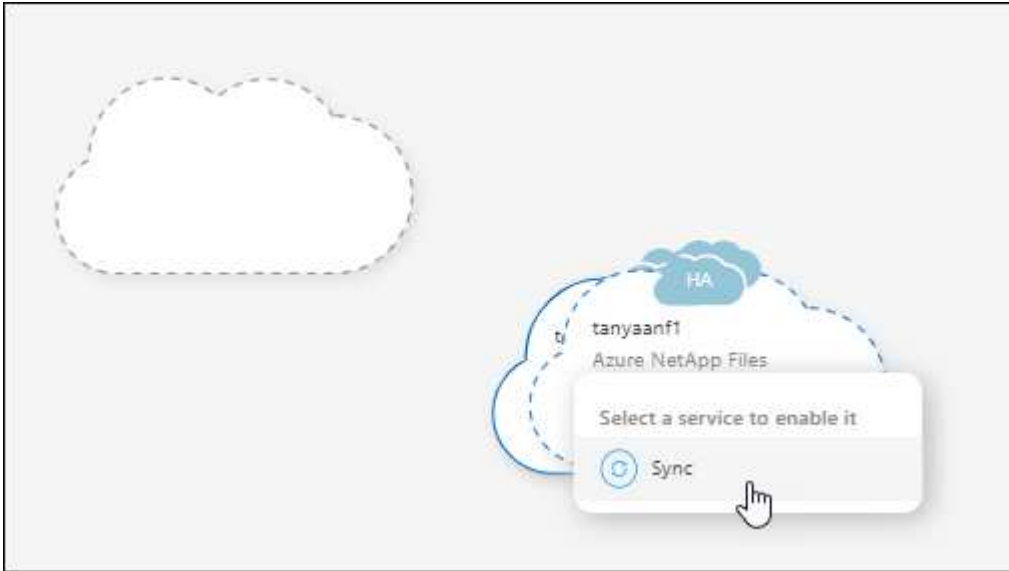 HA
tanyaanf1
Azure NetApp Files
Select a service to enable it
Sync